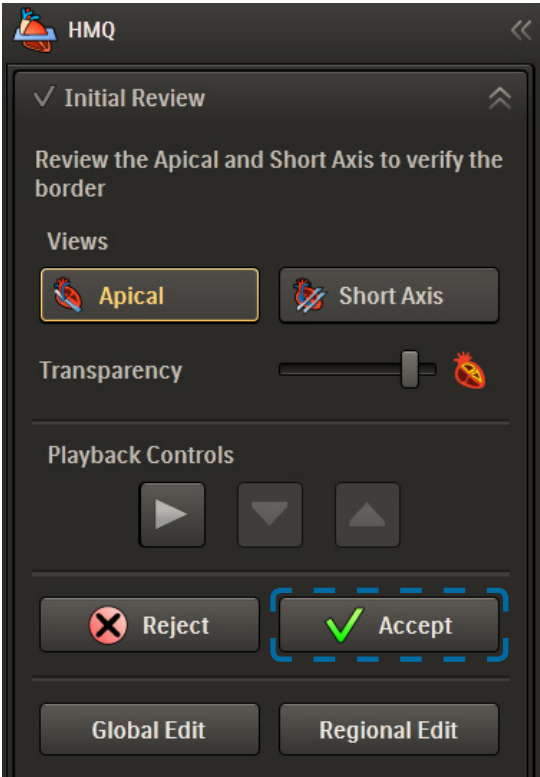 HMQ
Initial Review
Review the Apical and Short Axis to verify the
border
Views
Apical
Short Axis
Transparency
Playback Controls
Reject
Accept
Global Edit
Regional Edit